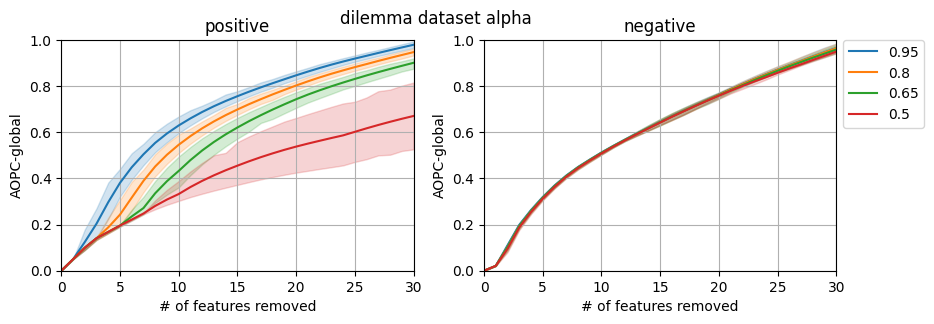 dilemma dataset alpha
positive
negative
AOPC-global
1.0
0.8
0.6
0.4
0.2
0.0
0 5 10 15 20 25 30
# of features removed
AOPC-global
1.0
0.8
0.6
0.4
0.2
0.0
0 5 10 15 20 25 30
# of features removed
0.95
0.8
0.65
0.5